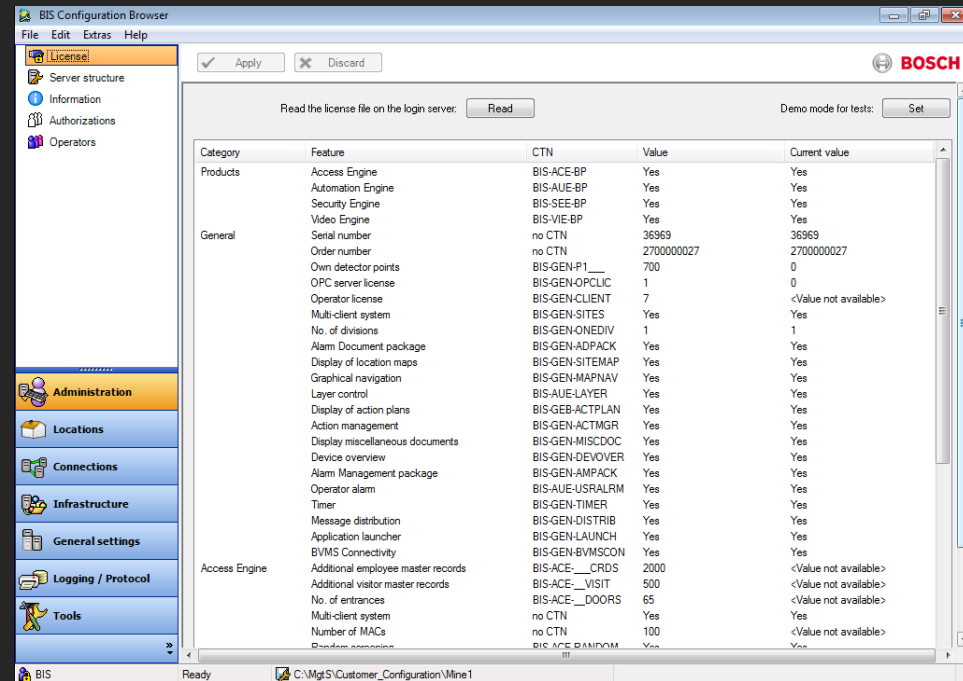 BIS Configuration Browser
File Edit Extras Help
License
Server structure
Information
Authorizations
Operators
Apply Discard
BOSCH
Read the license file on the login server: Read Demo mode for tests: Set
Category Feature CTN Value Current value
Products Access Engine BIS-ACE-BP Yes Yes
Automation Engine BIS-AUE-BP Yes Yes
Security Engine BIS-SEE-BP Yes Yes
Video Engine BIS-VIE-BP Yes Yes
General Serial number no CTN 36969 36969
Order number no CTN 2700000027 2700000027
Own detector points BIS-GEN-P1___ 700 0
OPC server license BIS-GEN-OPCLIC 1 0
Operator license BIS-GEN-CLIENT 7 <Value not available>
Multi-client system BIS-GEN-SITES Yes Yes
No. of divisions BIS-GEN-ONEDIV 1 1
Alarm Document package BIS-GEN-ADPACK Yes Yes
Display of location maps BIS-GEN-SITEMAP Yes Yes
Graphical navigation BIS-GEN-MAPNAV Yes Yes
Layer control BIS-AUE-LAYER Yes Yes
Display of action plans BIS-GEB-ACTPLAN Yes Yes
Action management BIS-GEN-ACTMGR Yes Yes
Display miscellaneous documents BIS-GEN-MISCDOC Yes Yes
Device overview BIS-GEN-DEVOVER Yes Yes
Alarm Management package BIS-GEN-AMPACK Yes Yes
Operator alarm BIS-AUE-USRALRM Yes Yes
Timer BIS-GEN-TIMER Yes Yes
Message distribution BIS-GEN-DISTRIB Yes Yes
Application launcher BIS-GEN-LAUNCH Yes Yes
BVMS Connectivity BIS-GEN-BVMSCON Yes Yes
Access Engine Additional employee master records BIS-ACE-___CRDS 2000 <Value not available>
Additional visitor master records BIS-ACE-__VISIT 500 <Value not available>
No. of entrances BIS-ACE-__DOORS 65 <Value not available>
Multi-client system no CTN Yes Yes
Number of MACs no CTN 100 <Value not available>
Random screening BIS-ACE-RANDOM Yes Yes
Administration
Locations
Connections
Infrastructure
General settings
Logging / Protocol
Tools
BIS Ready C:\MgtS\Customer_Configuration\Mine1